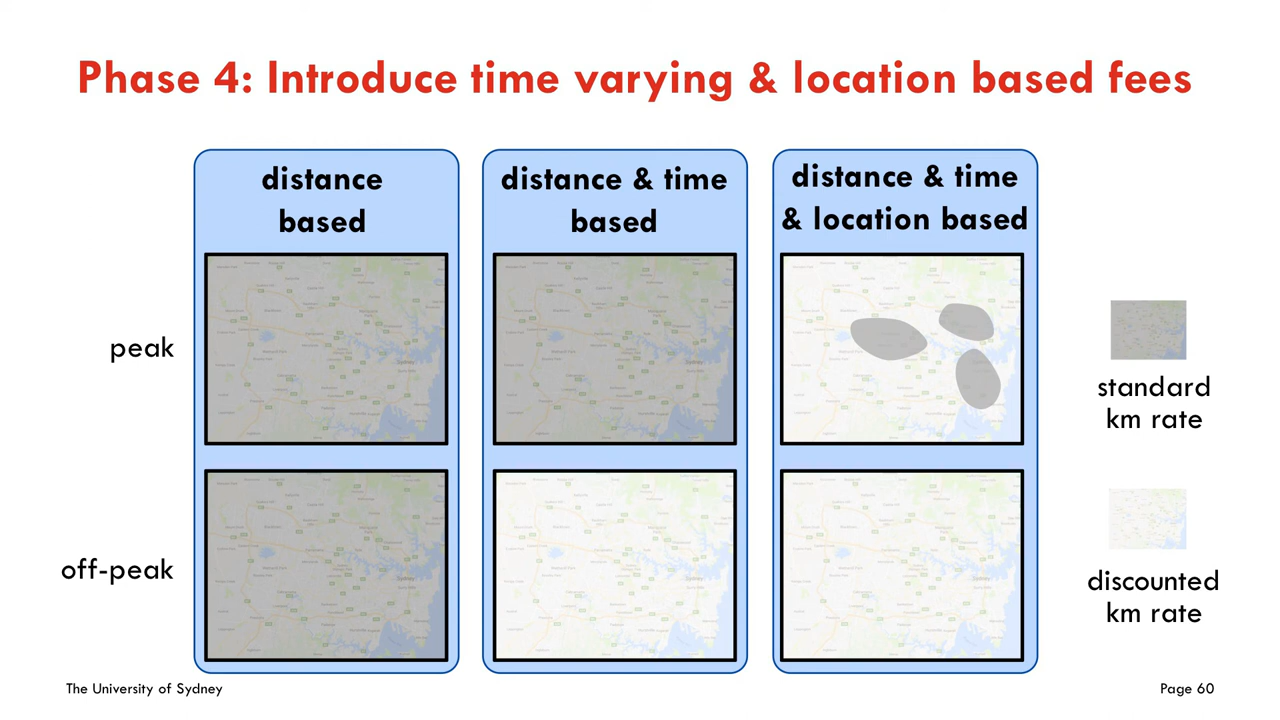 Phase 4: Introduce time varying & location based fees
distance
based
distance & time
based
distance & time
& location based
peak
off-peak
standard
km rate
discounted
km rate
The University of Sydney
Page 60